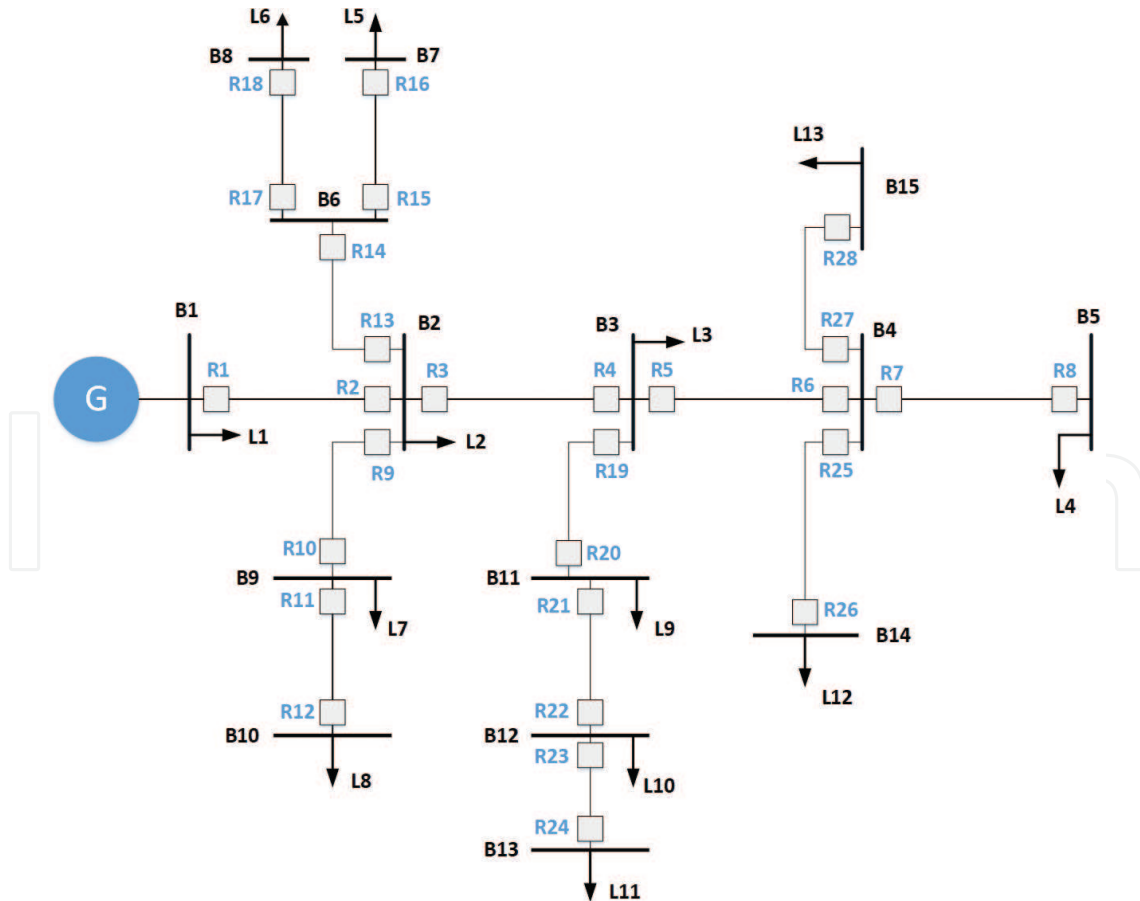 L6 L5
B8 B7
R18 R16
L13
B15
R17 B6 R15
R14 R28
B1 R13 B2 B3 L3 R27 B4 B5
G R1 R2 R3 R4 R5 R6 R7 R8
L1 R9 L2 R19 R25
L4
R10 R20
B9 R11 B11 R21 R26
L7 L9 B14
R12 R22 L12
B10 B12
R23
L8 L10
R24
B13
L11